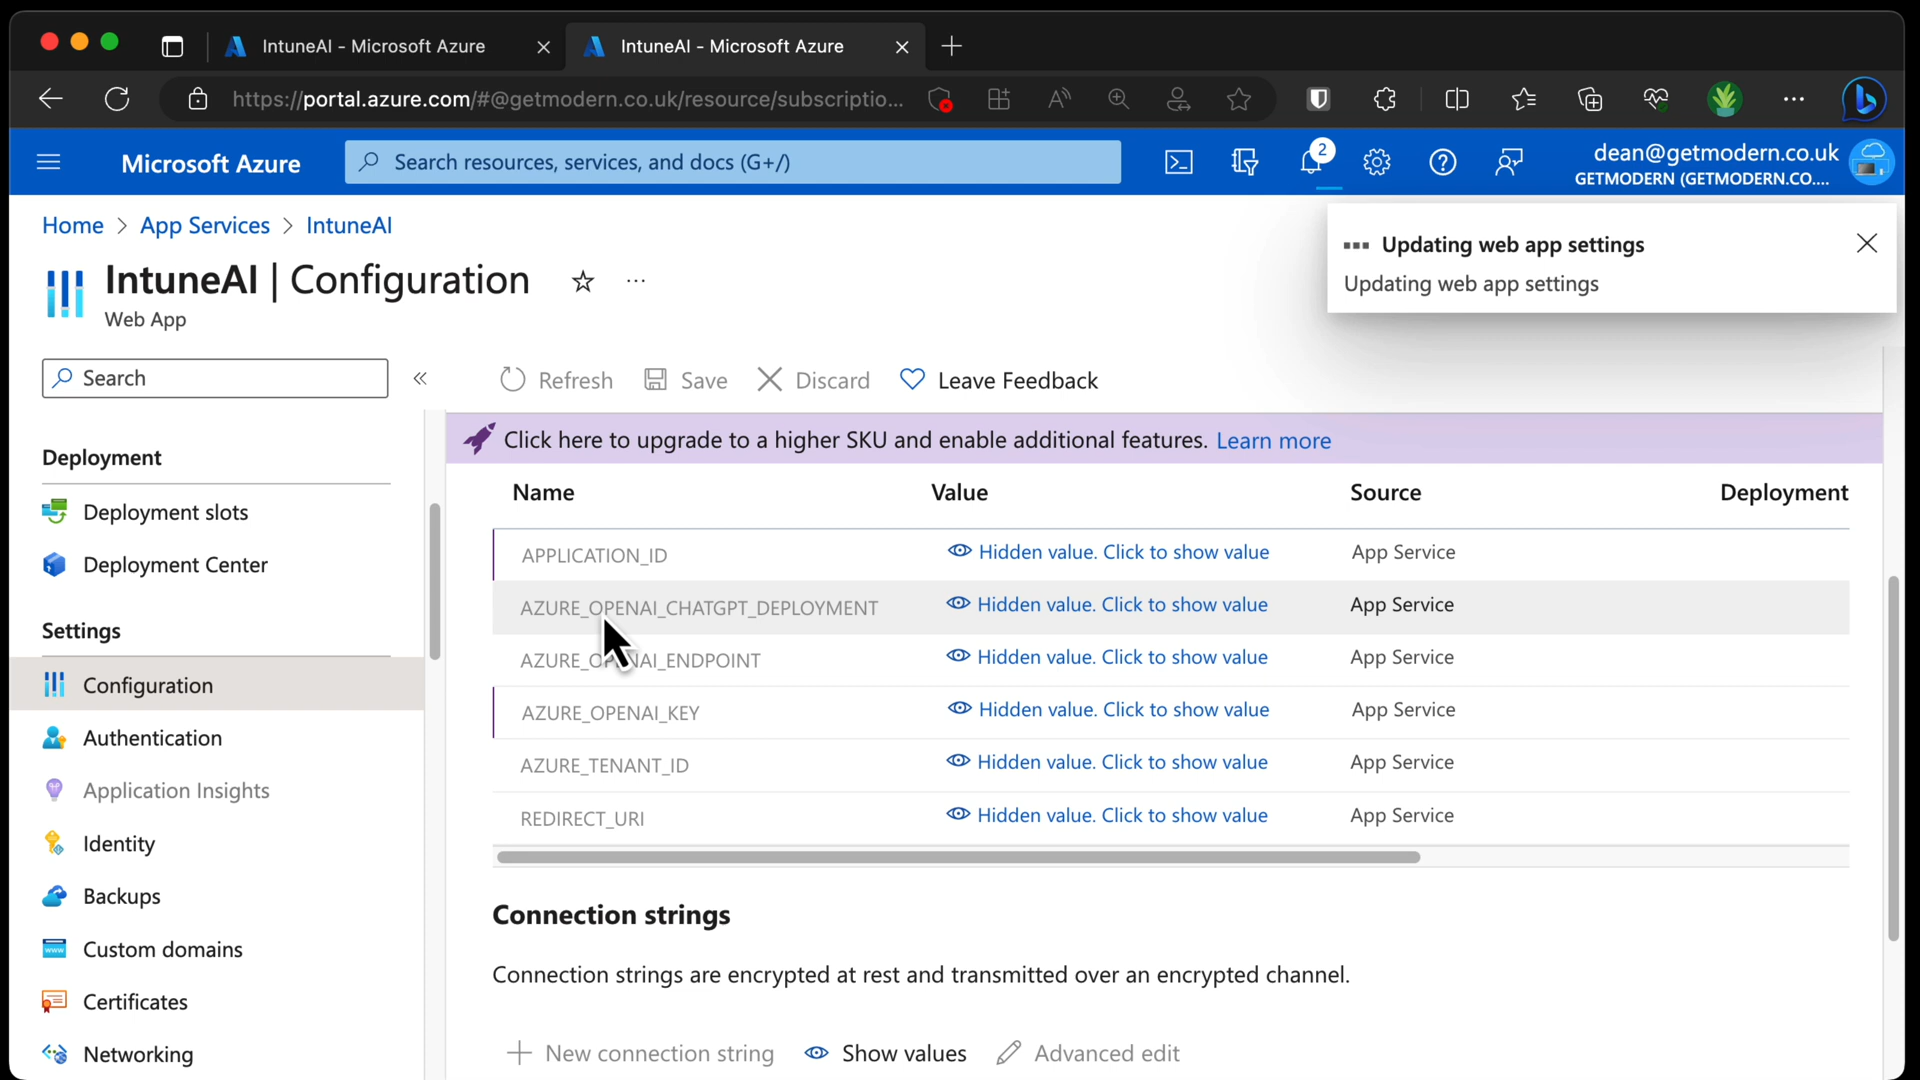 IntuneAI - Microsoft Azure
IntuneAI - Microsoft Azure
https://portal.azure.com/#@getmodern.co.uk/resource/subscriptio...
Microsoft Azure
Search resources, services, and docs (G+/)
2
dean@getmodern.co.uk
GETMODERN (GETMODERN.CO....
Home > App Services > IntuneAI
IntuneAI | Configuration
Web App
Updating web app settings
Updating web app settings
Search
Refresh
Save
Discard
Leave Feedback
Click here to upgrade to a higher SKU and enable additional features. Learn more
Deployment
Deployment slots
Deployment Center
Settings
Configuration
Authentication
Application Insights
Identity
Backups
Custom domains
Certificates
Networking
Name Value Source Deployment
APPLICATION_ID Hidden value. Click to show value App Service
AZURE_OPENAI_CHATGPT_DEPLOYMENT Hidden value. Click to show value App Service
AZURE_OPENAI_ENDPOINT Hidden value. Click to show value App Service
AZURE_OPENAI_KEY Hidden value. Click to show value App Service
AZURE_TENANT_ID Hidden value. Click to show value App Service
REDIRECT_URI Hidden value. Click to show value App Service
Connection strings
Connection strings are encrypted at rest and transmitted over an encrypted channel.
New connection string
Show values
Advanced edit